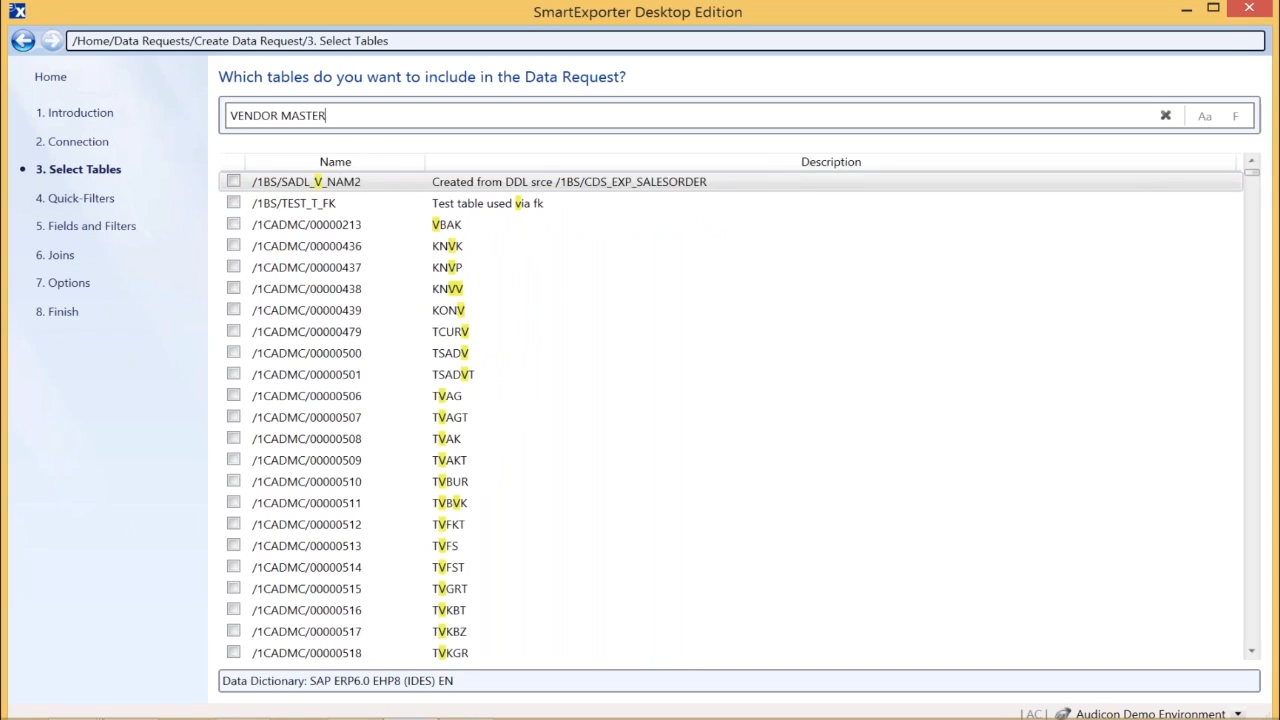 SmartExporter Desktop Edition
/Home/Data Requests/Create Data Request/3. Select Tables
Home
1. Introduction
2. Connection
3. Select Tables
4. Quick-Filters
5. Fields and Filters
6. Joins
7. Options
8. Finish
Which tables do you want to include in the Data Request?
VENDOR MASTER Aa F
Name Description
/1BS/SADL_V_NAM2 Created from DDL srce /1BS/CDS_EXP_SALESORDER
/1BS/TEST_T_FK Test table used via fk
/1CADMC/00000213 VBAK
/1CADMC/00000436 KNVK
/1CADMC/00000437 KNVP
/1CADMC/00000438 KNVV
/1CADMC/00000439 KONV
/1CADMC/00000479 TCURV
/1CADMC/00000500 TSADV
/1CADMC/00000501 TSADVT
/1CADMC/00000506 TVAG
/1CADMC/00000507 TVAGT
/1CADMC/00000508 TVAK
/1CADMC/00000509 TVAKT
/1CADMC/00000510 TVBUR
/1CADMC/00000511 TVBVK
/1CADMC/00000512 TVFKT
/1CADMC/00000513 TVFS
/1CADMC/00000514 TVFST
/1CADMC/00000515 TVGRT
/1CADMC/00000516 TVKBT
/1CADMC/00000517 TVKBZ
/1CADMC/00000518 TVKGR
Data Dictionary: SAP ERP6.0 EHP8 (IDES) EN
|AC| Audicon Demo Environment